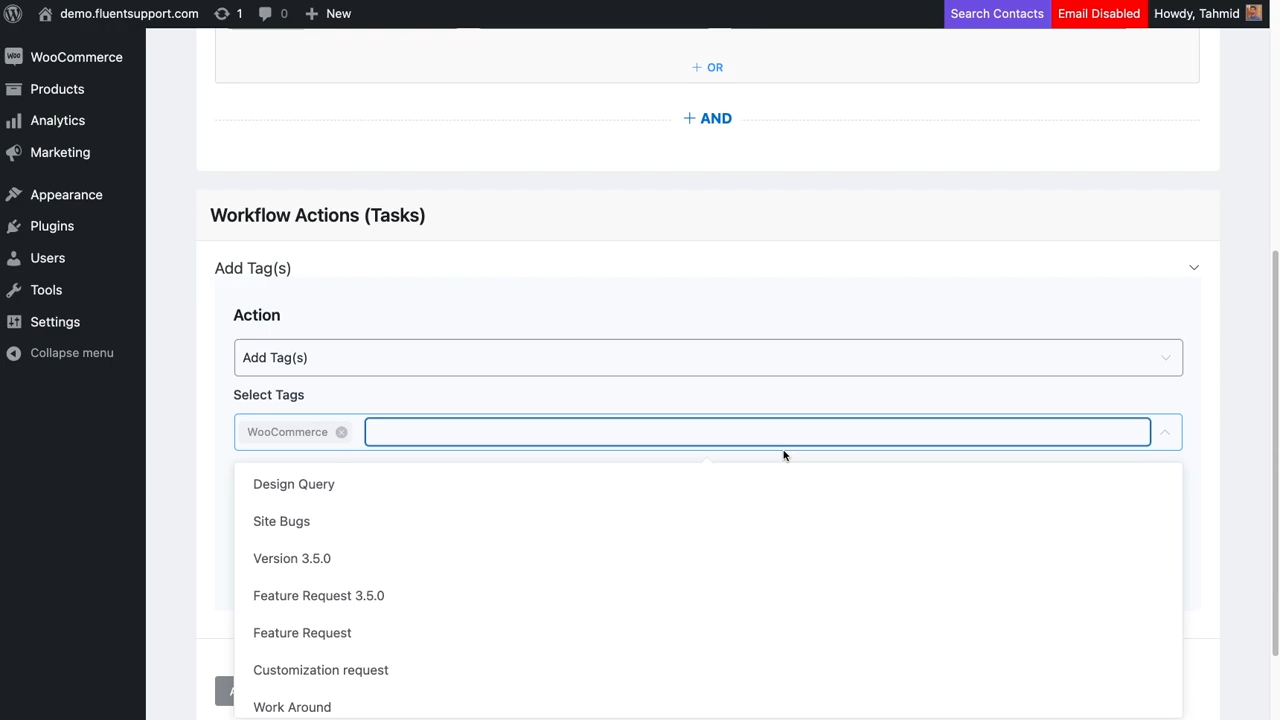 demo.fluentsupport.com 1 0 New Search Contacts Email Disabled Howdy, Tahmid
WooCommerce
Products
Analytics
Marketing
Appearance
Plugins
Users
Tools
Settings
Collapse menu
+ OR
+ AND
Workflow Actions (Tasks)
Add Tag(s)
Action
Add Tag(s)
Select Tags
WooCommerce
Design Query
Site Bugs
Version 3.5.0
Feature Request 3.5.0
Feature Request
Customization request
Work Around